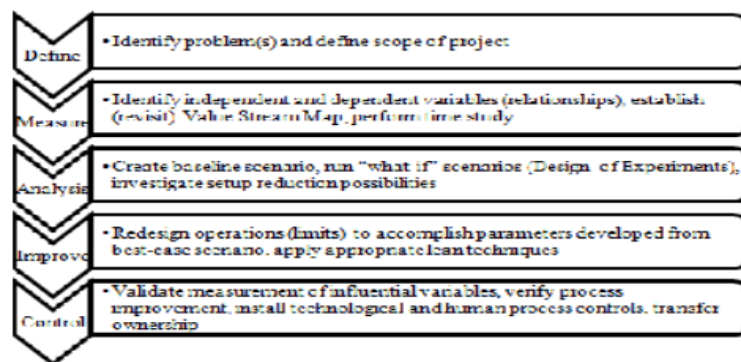 Define
• Identify problem(s) and define scope of project
Measure
• Identify independent and dependent variables (relationships), establish
(revisit) Value Stream Map, perform time study
Analysis
• Create baseline scenario, run "what if" scenarios (Design of Experiments),
investigate setup reduction possibilities
Improve
• Redesign operations (limits) to accomplish parameters developed from
best-case scenario, apply appropriate lean techniques
Control
• Validate measurement of influential variables, verify process
improvement, install technological and human process controls, transfer
ownership